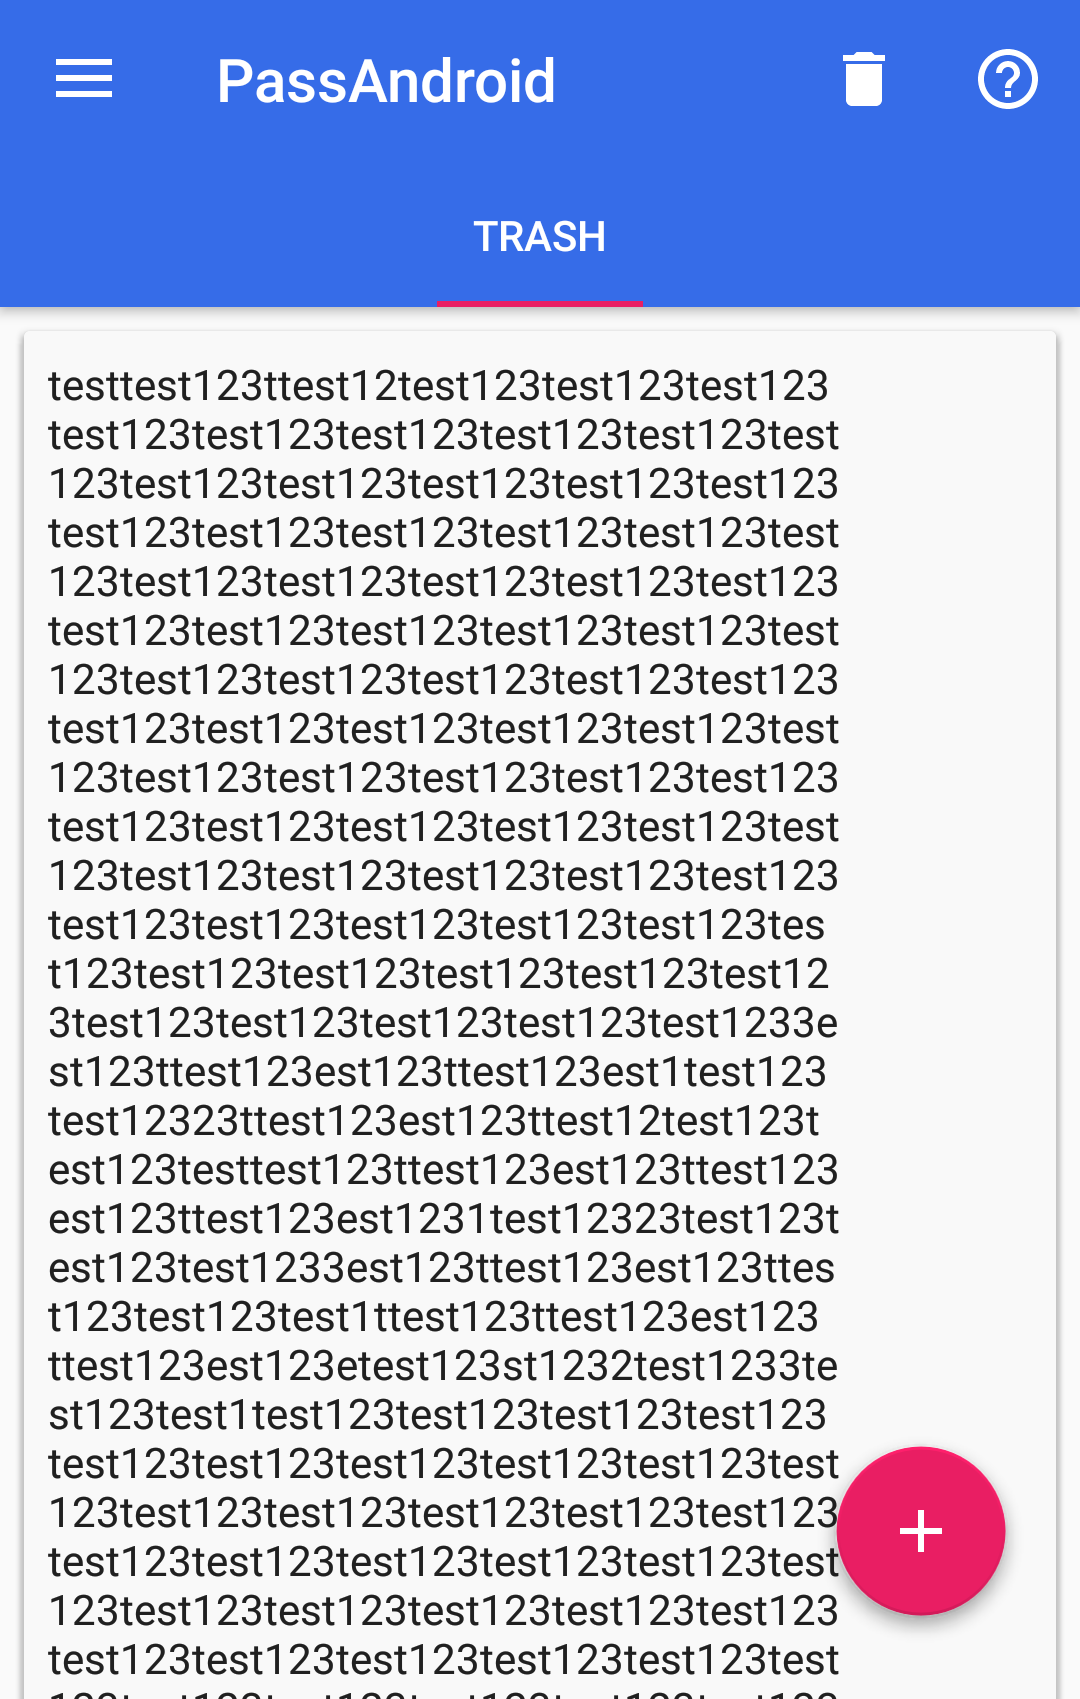 PassAndroid
TRASH
testtest123ttest12test123test123test123
test123test123test123test123test123test
123test123test123test123test123test123
test123test123test123test123test123test
123test123test123test123test123test123
test123test123test123test123test123test
123test123test123test123test123test123
test123test123test123test123test123test
123test123test123test123test123test123
test123test123test123test123test123test
123test123test123test123test123test123
test123test123test123test123test123tes
t123test123test123test123test123test12
3test123test123test123test123test1233e
st123ttest123est123ttest123est1test123
test12323ttest123est123ttest12test123t
est123testtest123ttest123est123ttest123
est123ttest123est1231test12323test123t
est123test1233est123ttest123est123ttes
t123test123test1ttest123ttest123est123
ttest123est123etest123st1232test1233te
st123test1test123test123test123test123
test123test123test123test123test123test
123test123test123test123test123test123
test123test123test123test123test123test
123test123test123test123test123test123
test123test123test123test123test123test